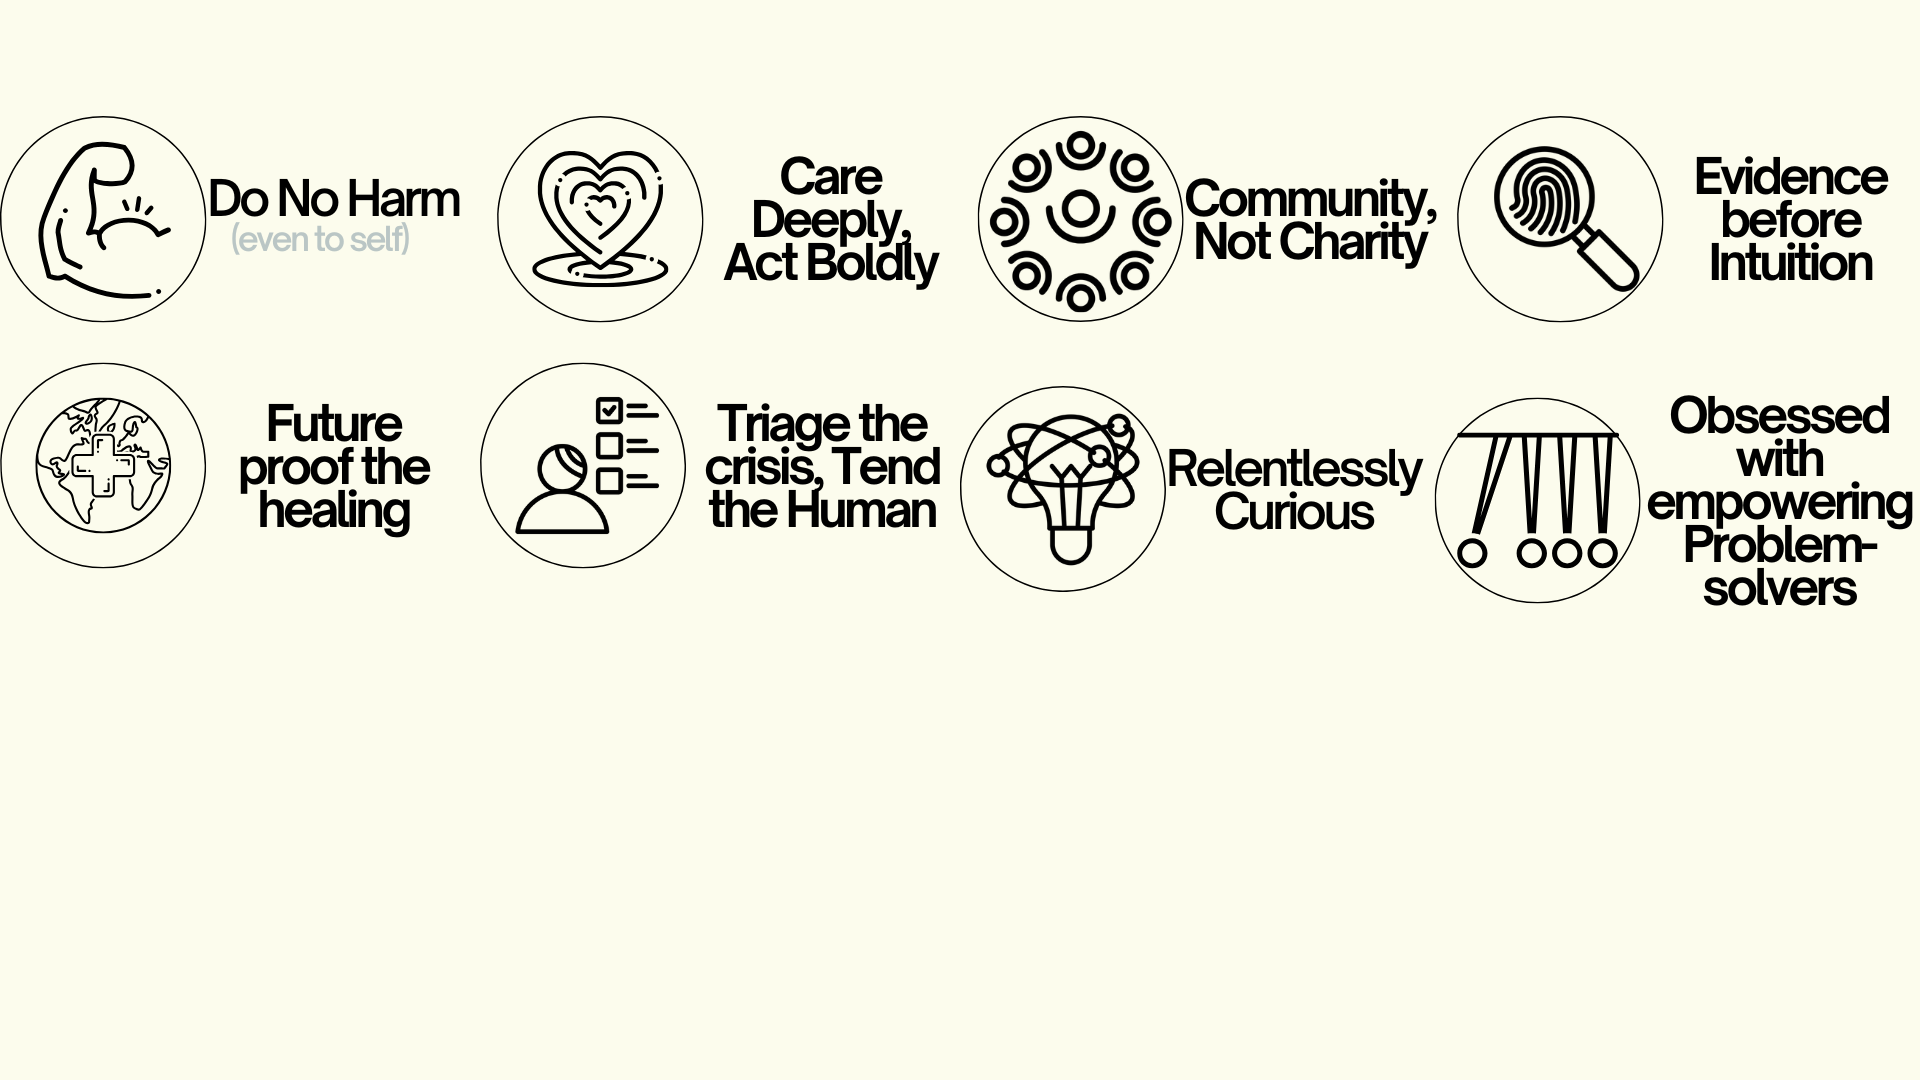 Do No Harm
(even to self)
Care
Deeply,
Act Boldly
Community,
Not Charity
Evidence
before
Intuition
Future
proof the
healing
Triage the
crisis, Tend
the Human
Relentlessly
Curious
Obsessed
with
empowering
Problem-
solvers